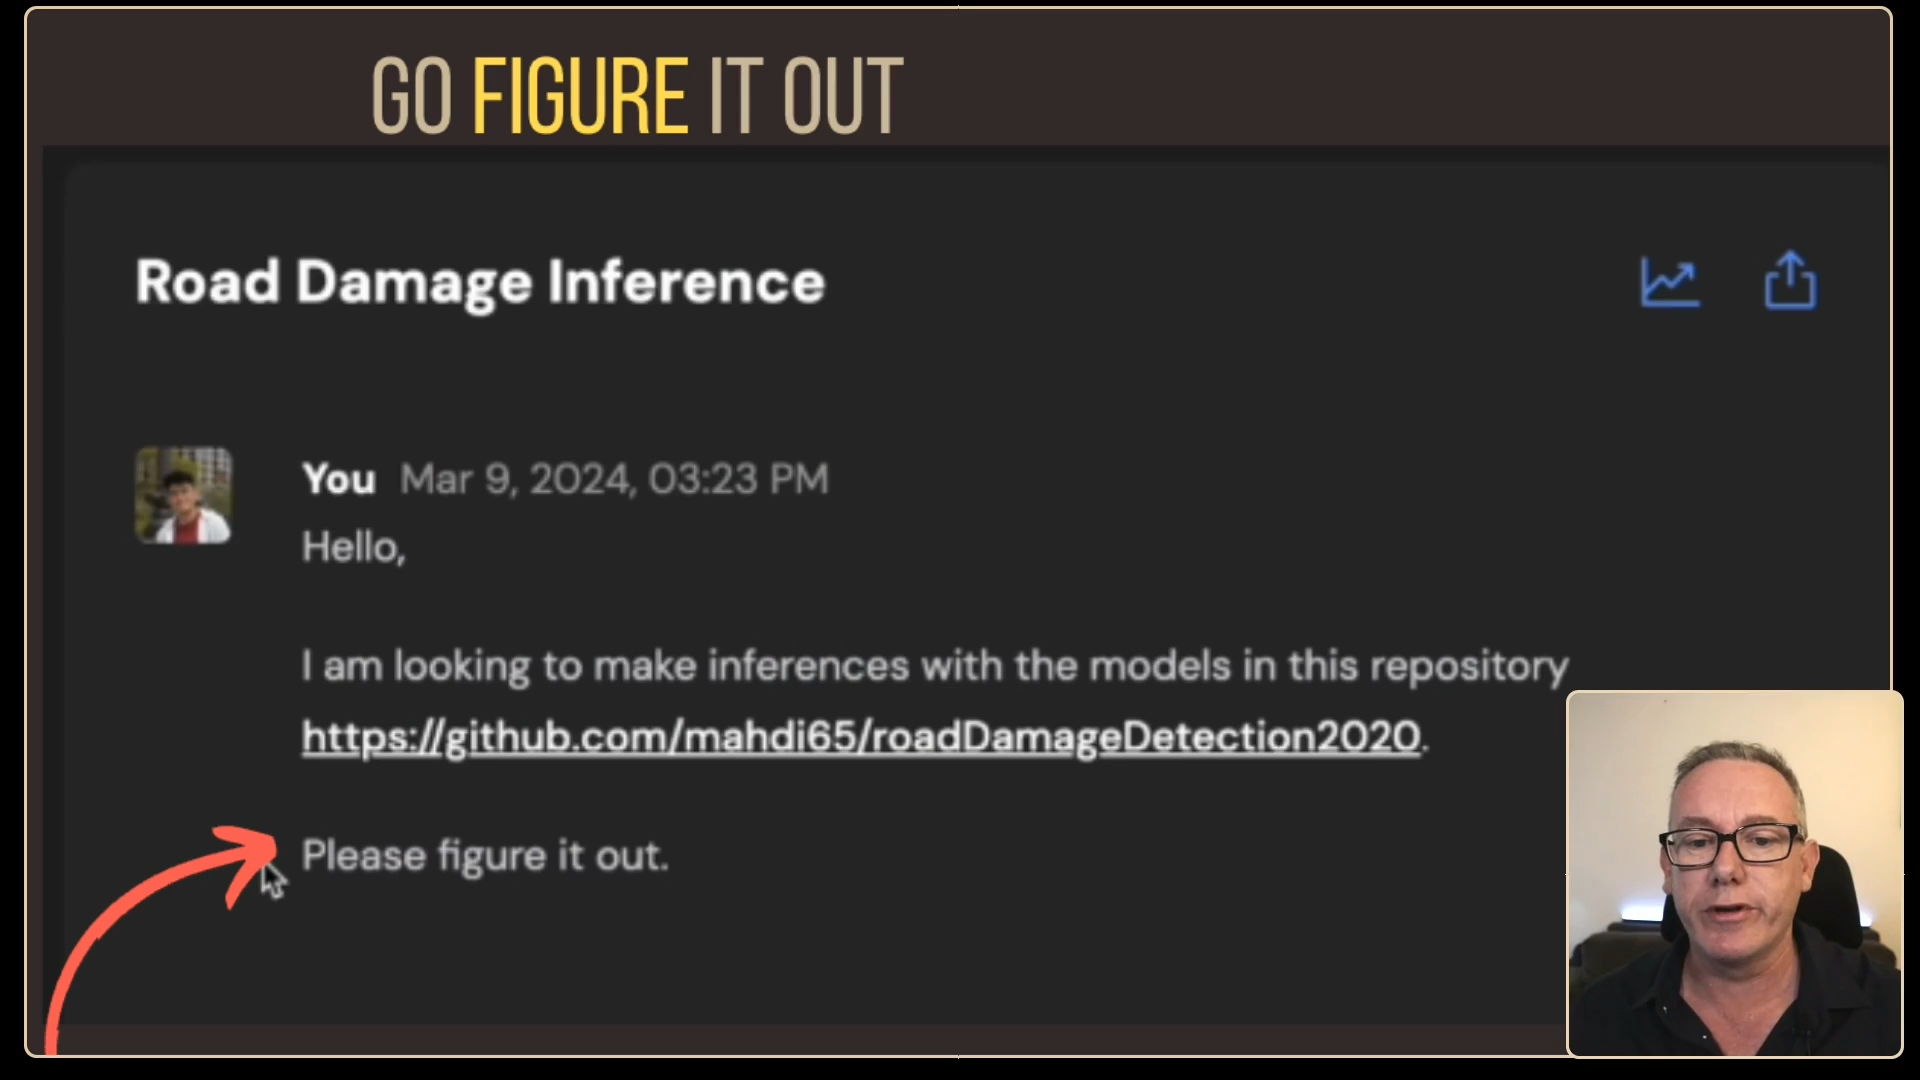 GO FIGURE IT OUT
Road Damage Inference
You Mar 9, 2024, 03:23 PM
Hello,
I am looking to make inferences with the models in this repository
https://github.com/mahdi65/roadDamageDetection2020.
Please figure it out.